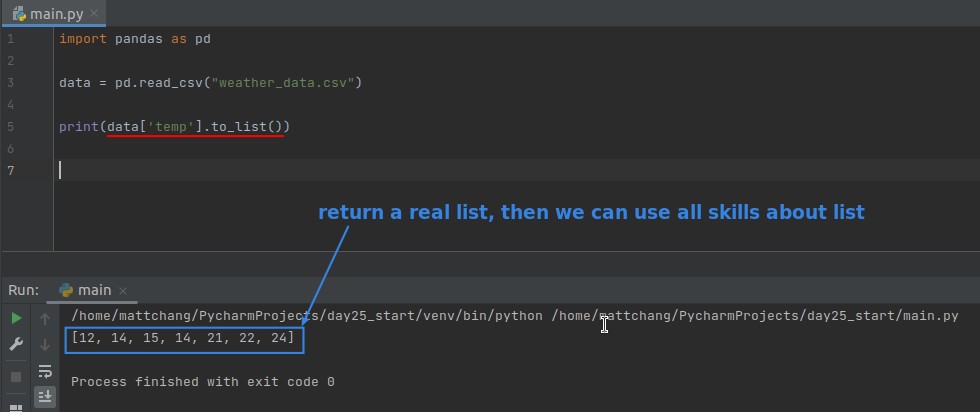 main.py
1 import pandas as pd
2
3 data = pd.read_csv("weather_data.csv")
4
5 print(data['temp'].to_list())
6
7
return a real list, then we can use all skills about list
Run: main
/home/mattchang/PycharmProjects/day25_start/venv/bin/python /home/mattchang/PycharmProjects/day25_start/main.py
[12, 14, 15, 14, 21, 22, 24]
Process finished with exit code 0